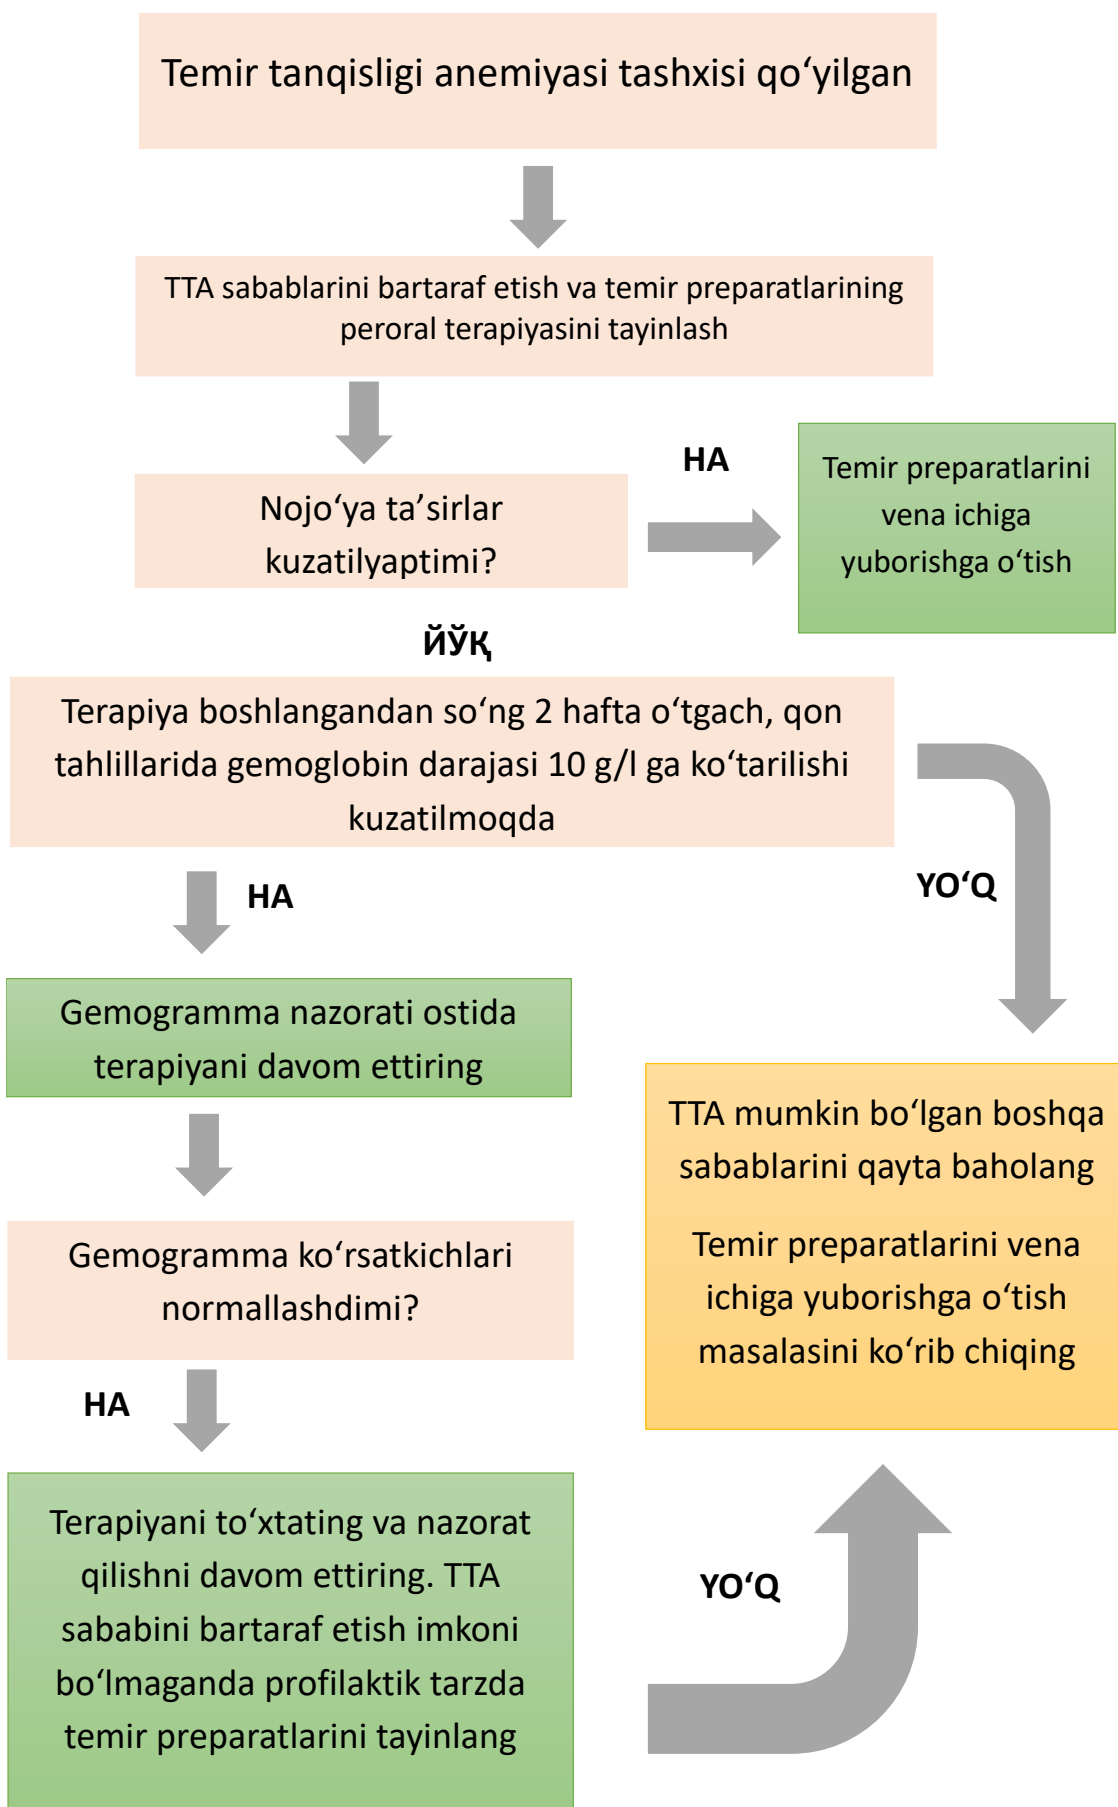 Temir tanqisligi anemiyasi tashxisi qo‘yilgan
TTA sabablarini bartaraf etish va temir preparatlarining
peroral terapiyasini tayinlash
Nojo‘ya ta’sirlar
kuzatilyaptimi?
НА
Temir preparatlarini
vena ichiga
yuborishga o‘tish
ЙЎҚ
Terapiya boshlangandan so‘ng 2 hafta o‘tgach, qon
tahlillarida gemoglobin darajasi 10 g/l ga ko‘tarilishi
kuzatilmoqda
YO‘Q
НА
Gemogramma nazorati ostida
terapiyani davom ettiring
TTA mumkin bo‘lgan boshqa
sabablarini qayta baholang
Temir preparatlarini vena
ichiga yuborishga o‘tish
masalasini ko‘rib chiqing
Gemogramma ko‘rsatkichlari
normallashdimi?
НА
Terapiyani to‘xtating va nazorat
qilishni davom ettiring. TTA
sababini bartaraf etish imkoni
bo‘lmaganda profilaktik tarzda
temir preparatlarini tayinlang
YO‘Q